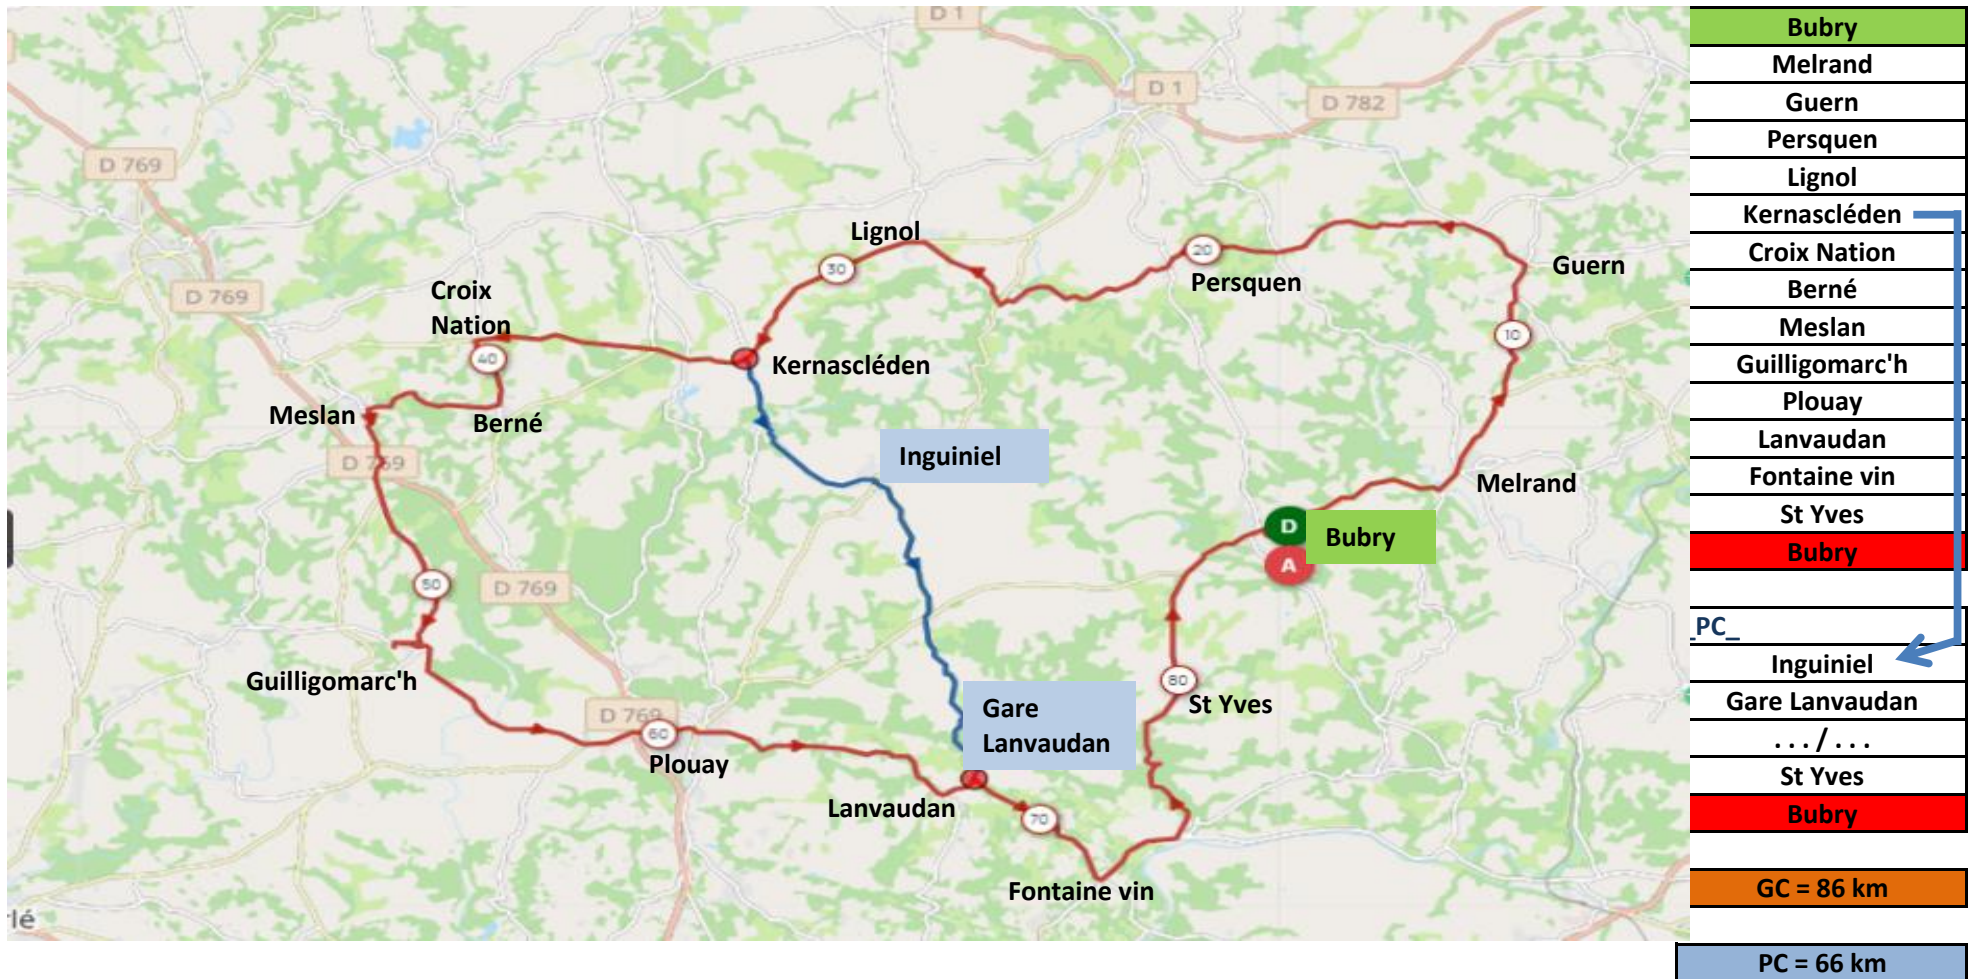 D 1
D 1
D 782
D 769
Lignol
30
20
Persquen
Guern
D 769
Croix
Nation
40
10
Kernascléden
Meslan
Berné
D 769
Inguiniel
Melrand
D
Bubry
A
50
D 769
Guilligomarc'h
Gare
Lanvaudan
80
St Yves
D 769
60
Plouay
Lanvaudan
70
Fontaine vin
lé
Bubry
Melrand
Guern
Persquen
Lignol
Kernascléden
Croix Nation
Berné
Meslan
Guilligomarc'h
Plouay
Lanvaudan
Fontaine vin
St Yves
Bubry
_PC_
Inguiniel
Gare Lanvaudan
. . . / . . .
St Yves
Bubry
GC = 86 km
PC = 66 km